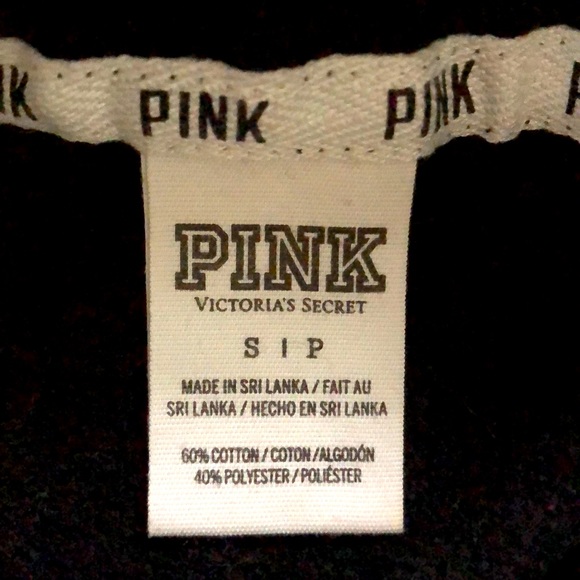 PINK PINK
PINK
VICTORIA'S SECRET
S | P
MADE IN SRI LANKA / FAIT AU
SRI LANKA / HECHO EN SRI LANKA
60% COTTON / COTON / ALGODÓN
40% POLYESTER / POLIÉSTER